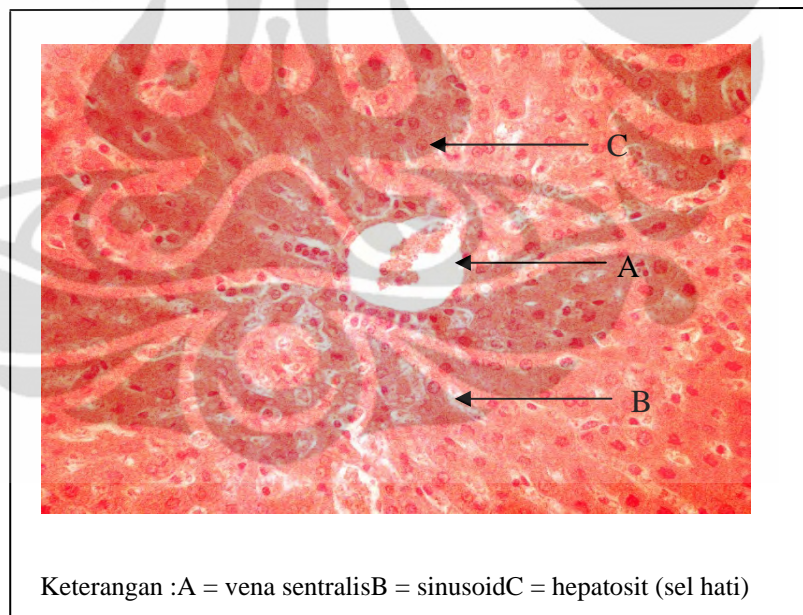 C
A
B
Keterangan :A = vena sentralisB = sinusoidC = hepatosit (sel hati)